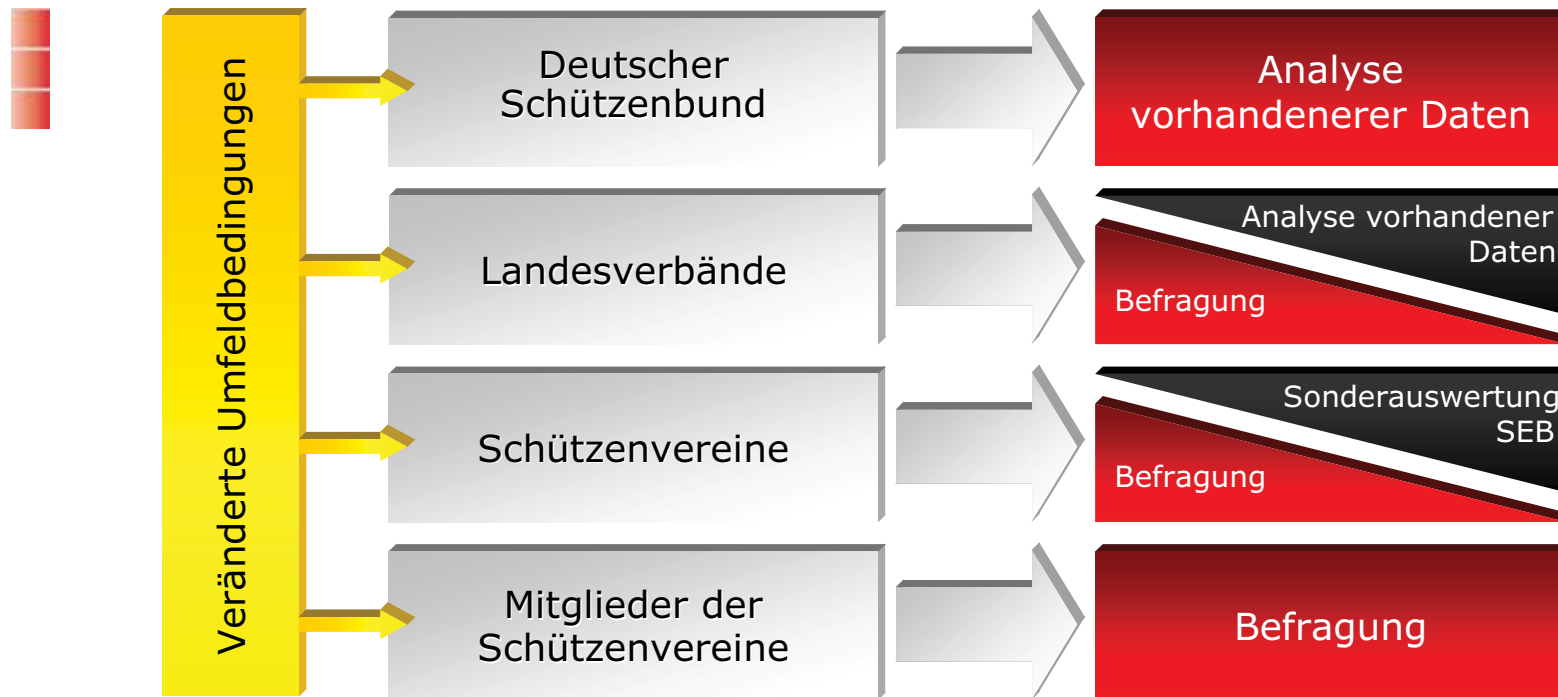 Veränderte Umfeldbedingungen
Deutscher
Schützenbund
Analyse
vorhandenerer Daten
Landesverbände
Analyse vorhandener
Daten
Befragung
Schützenvereine
Sonderauswertung
SEB
Befragung
Mitglieder der
Schützenvereine
Befragung